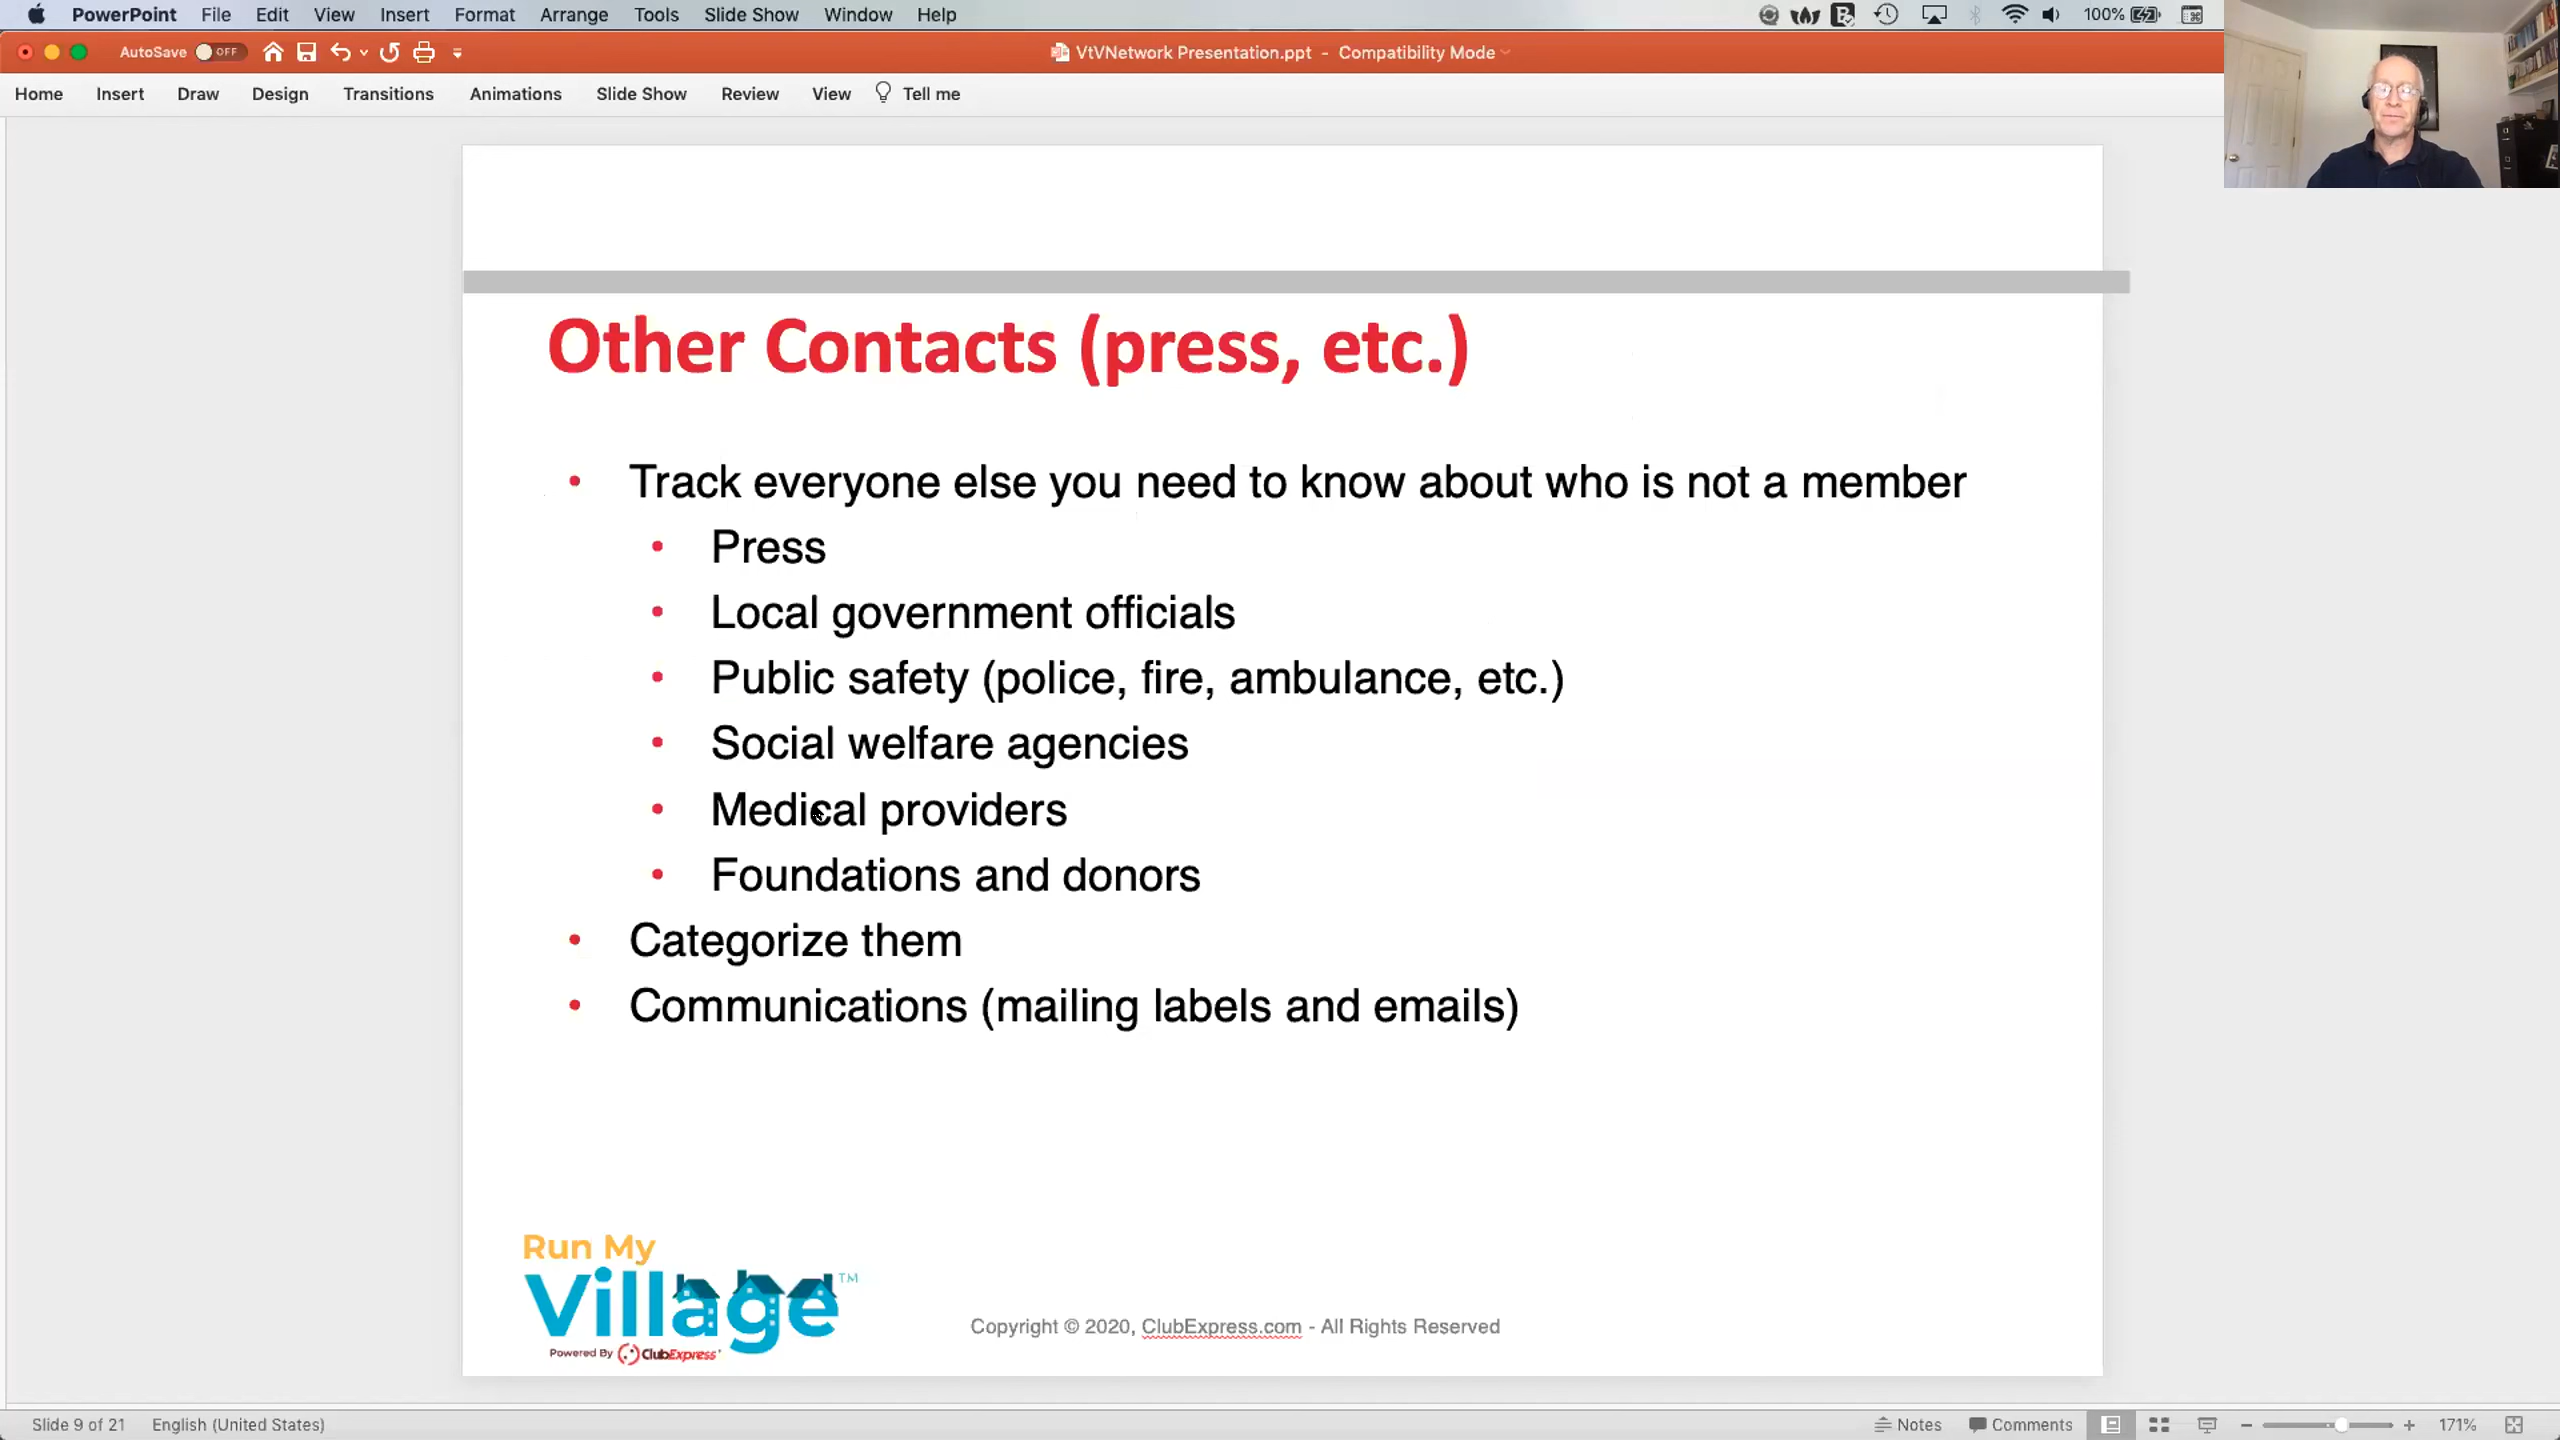 PowerPoint File Edit View Insert Format Arrange Tools Slide Show Window Help 100%
AutoSave OFF VtVNetwork Presentation.ppt - Compatibility Mode
Home Insert Draw Design Transitions Animations Slide Show Review View Tell me
Other Contacts (press, etc.)
• Track everyone else you need to know about who is not a member
• Press
• Local government officials
• Public safety (police, fire, ambulance, etc.)
• Social welfare agencies
• Medical providers
• Foundations and donors
• Categorize them
• Communications (mailing labels and emails)
Run My
Village™
Powered By ClubExpress
Copyright © 2020, ClubExpress.com - All Rights Reserved
Slide 9 of 21 English (United States) Notes Comments 171%